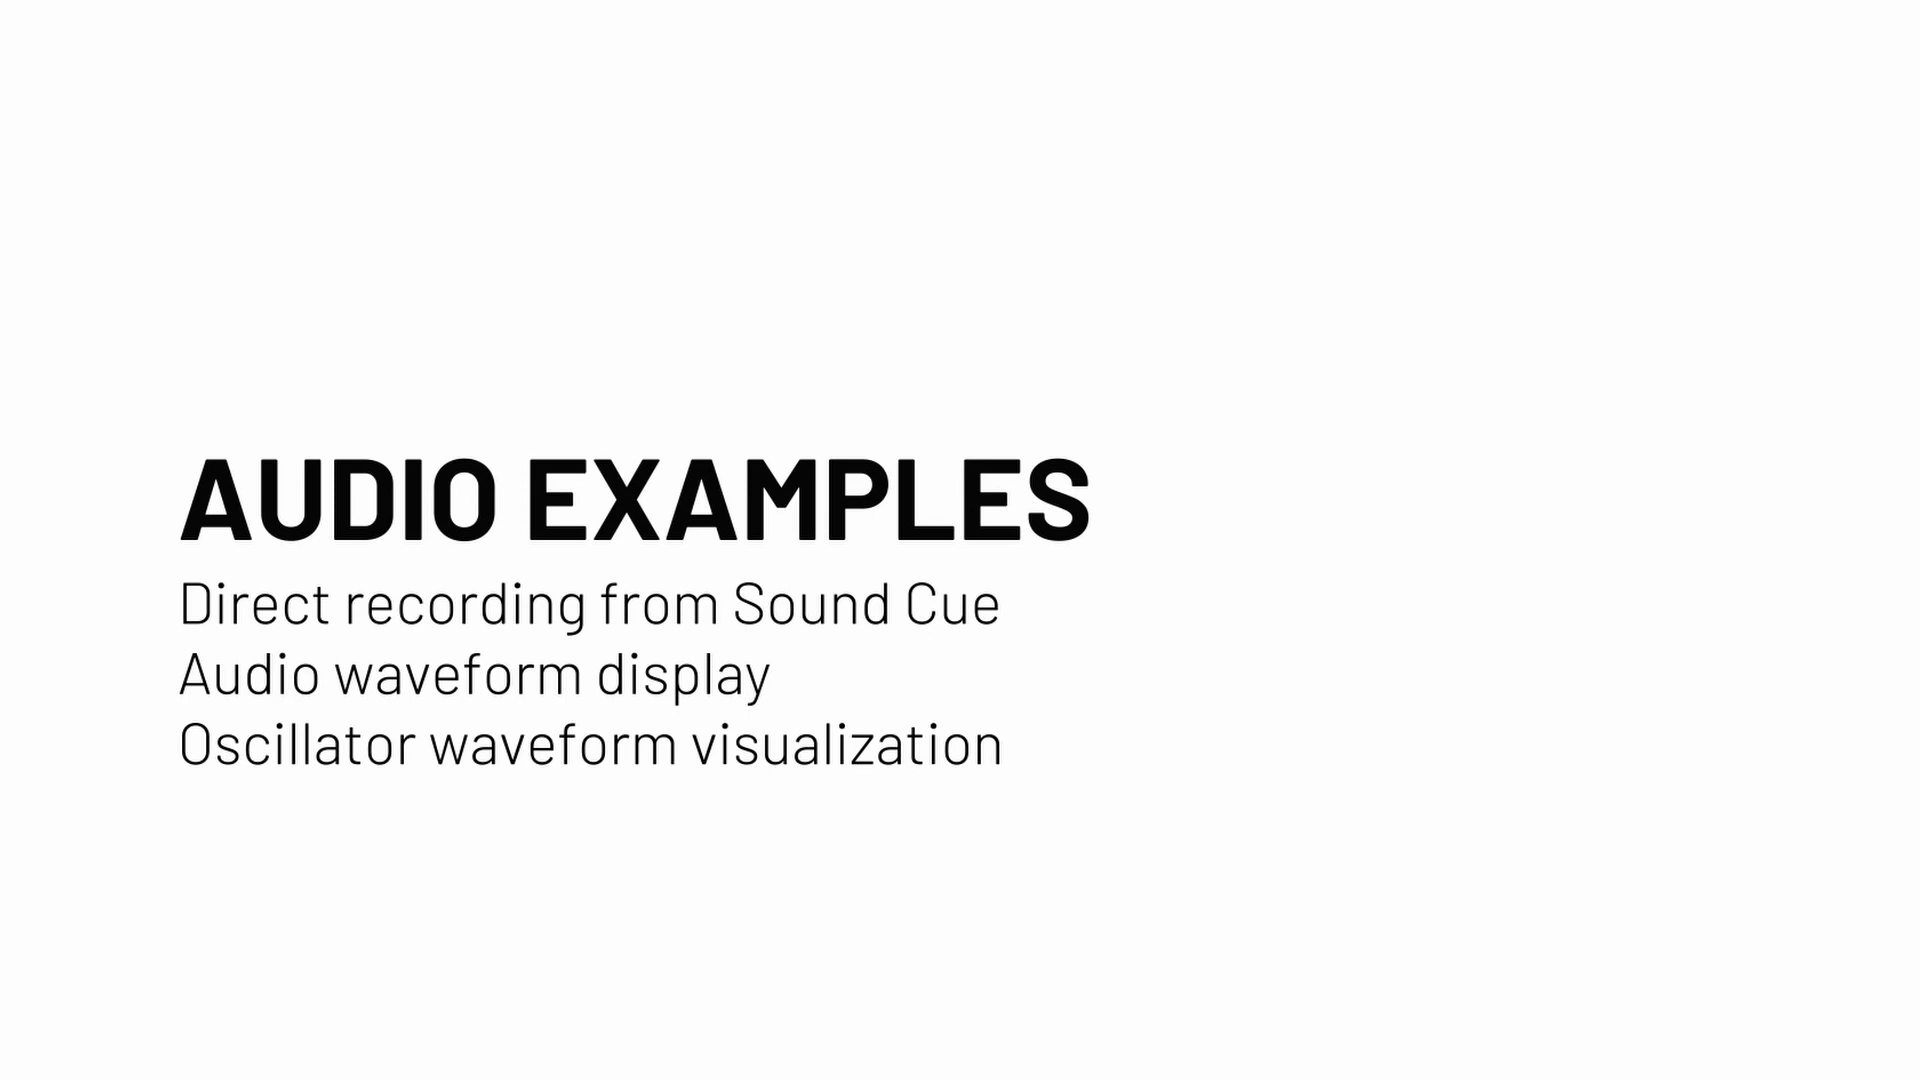 AUDIO EXAMPLES
Direct recording from Sound Cue
Audio waveform display
Oscillator waveform visualization